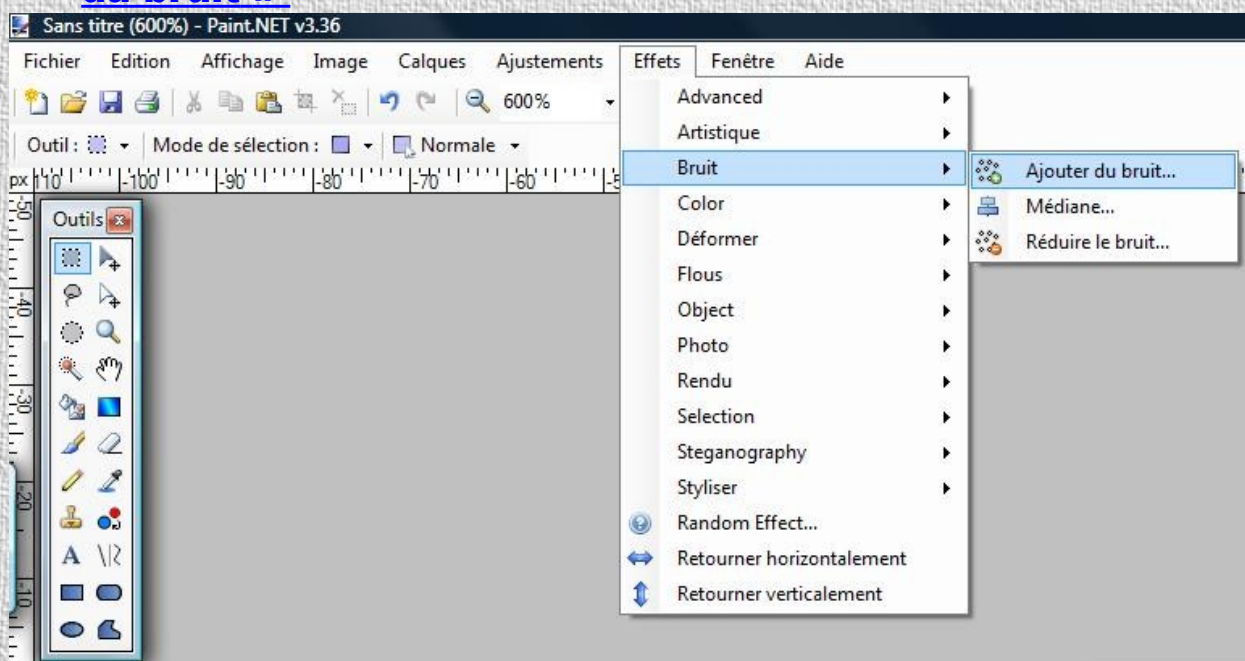 du bruit »
Sans titre (600%) - Paint.NET v3.36
Fichier Edition Affichage Image Calques Ajustements Effets Fenêtre Aide
600%
Outil : Mode de sélection : Normale
px -100 -90 -80 -70 -60
Outils
-50
-40
-30
-20
-10
Advanced
Artistique
Bruit
Color
Déformer
Flous
Object
Photo
Rendu
Selection
Steganography
Styliser
Random Effect...
Retourner horizontalement
Retourner verticalement
Ajouter du bruit...
Médiane...
Réduire le bruit...